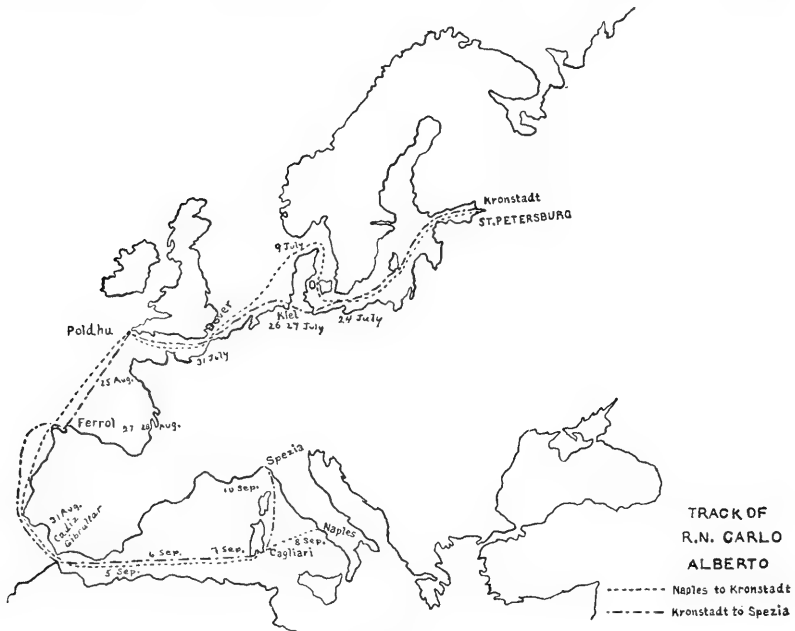 Kronstadt
ST. PETERSBURG
9 July
Dover
Kiel
26 27 July
24 July
Poldhu
31 July
25 Aug.
Ferrol 27 28 Aug.
Spezia
10 Sep.
31 Aug.
Cadiz
Gibraltar
Naples
8 Sep.
6 Sep.
7 Sep.
Cagliari
5 Sep.
TRACK OF
R.N. CARLO
ALBERTO
Naples to Kronstadt
Kronstadt to Spezia